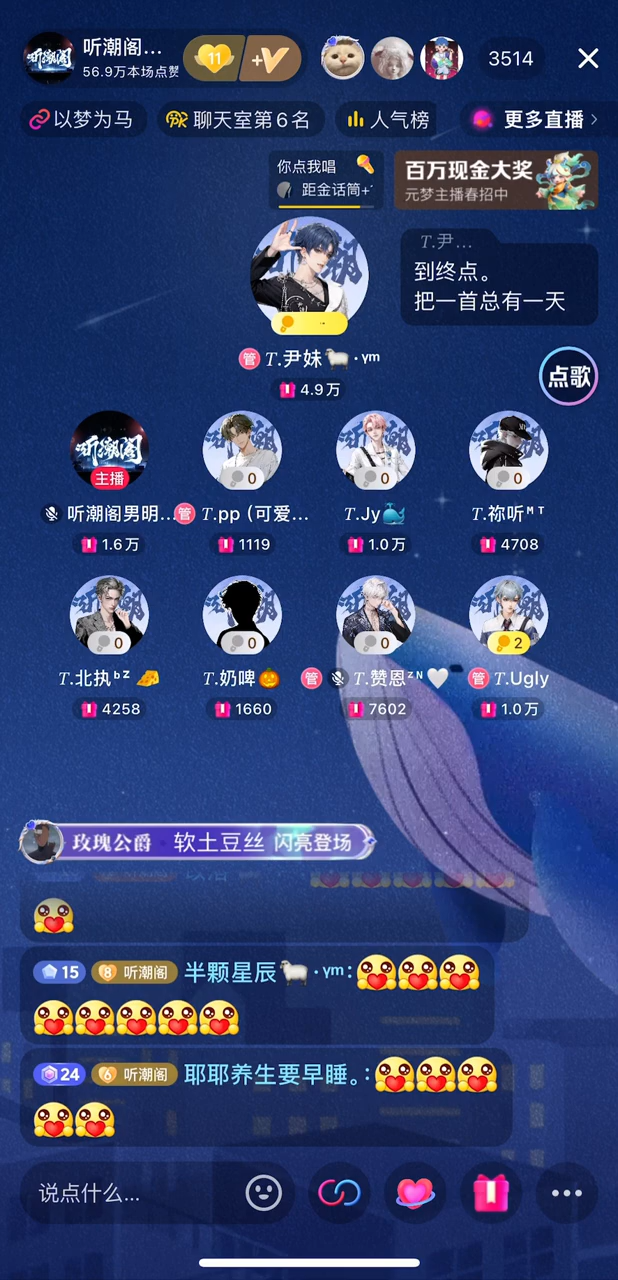 听潮阁...
56.9万本场点赞
11
+
3514
以梦为马
聊天室第6名
人气榜
更多直播
你点我唱
距金话筒+
百万现金大奖
元梦主播春招中
T.尹...
到终点。
把一首总有一天
管 T.尹妹🐑·ʸᵐ
4.9万
点歌
听潮阁
主播
0
0
0
听潮阁男明...
管 T.pp（可爱...
T.Jy🐳
T.祢听ᴹᵀ
1.6万
1119
1.0万
4708
0
0
0
2
T.北执ᵇᶻ🧀
T.奶啤🎃
管 T.赞恩ᶻᴺ🤍
管 T.Ugly
4258
1660
7602
1.0万
玫瑰公爵 软土豆丝 闪亮登场
15 8 听潮阁 半颗星辰🐑·ʸᵐ:
24 6 听潮阁 耶耶养生要早睡。:
说点什么...